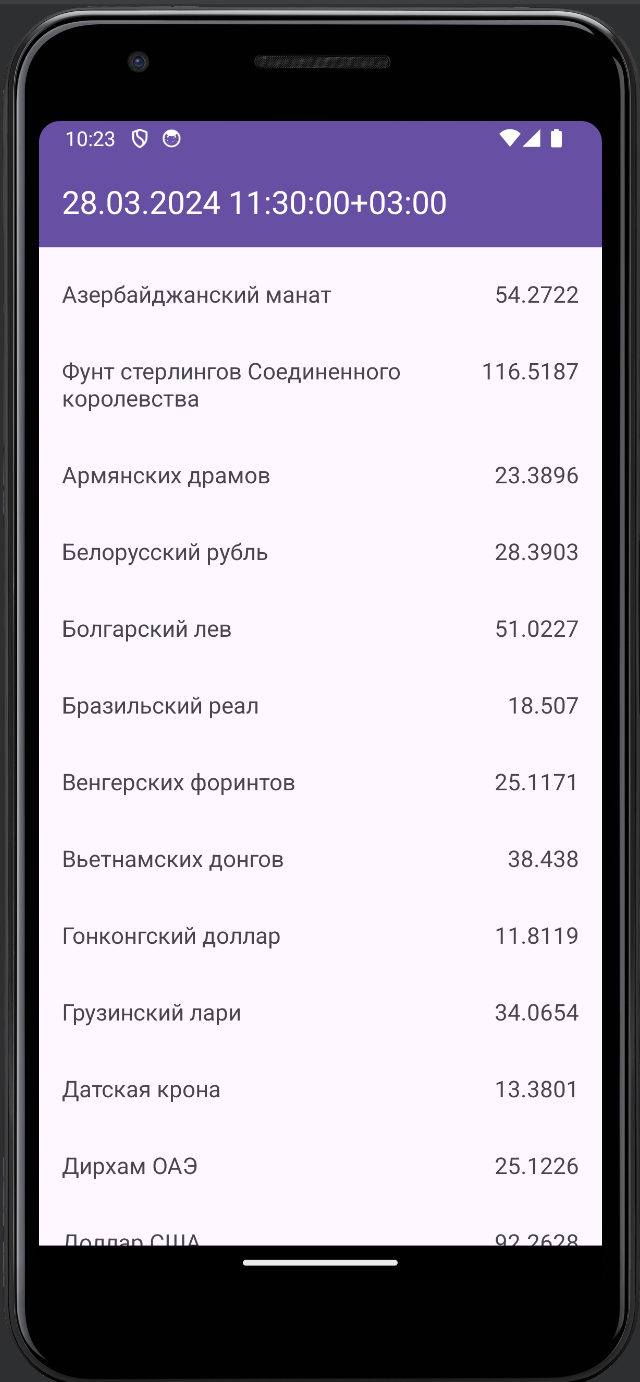 10:23
28.03.2024 11:30:00+03:00
Азербайджанский манат 54.2722
Фунт стерлингов Соединенного 116.5187
королевства
Армянских драмов 23.3896
Белорусский рубль 28.3903
Болгарский лев 51.0227
Бразильский реал 18.507
Венгерских форинтов 25.1171
Вьетнамских донгов 38.438
Гонконгский доллар 11.8119
Грузинский лари 34.0654
Датская крона 13.3801
Дирхам ОАЭ 25.1226
Доллар США 92.2628